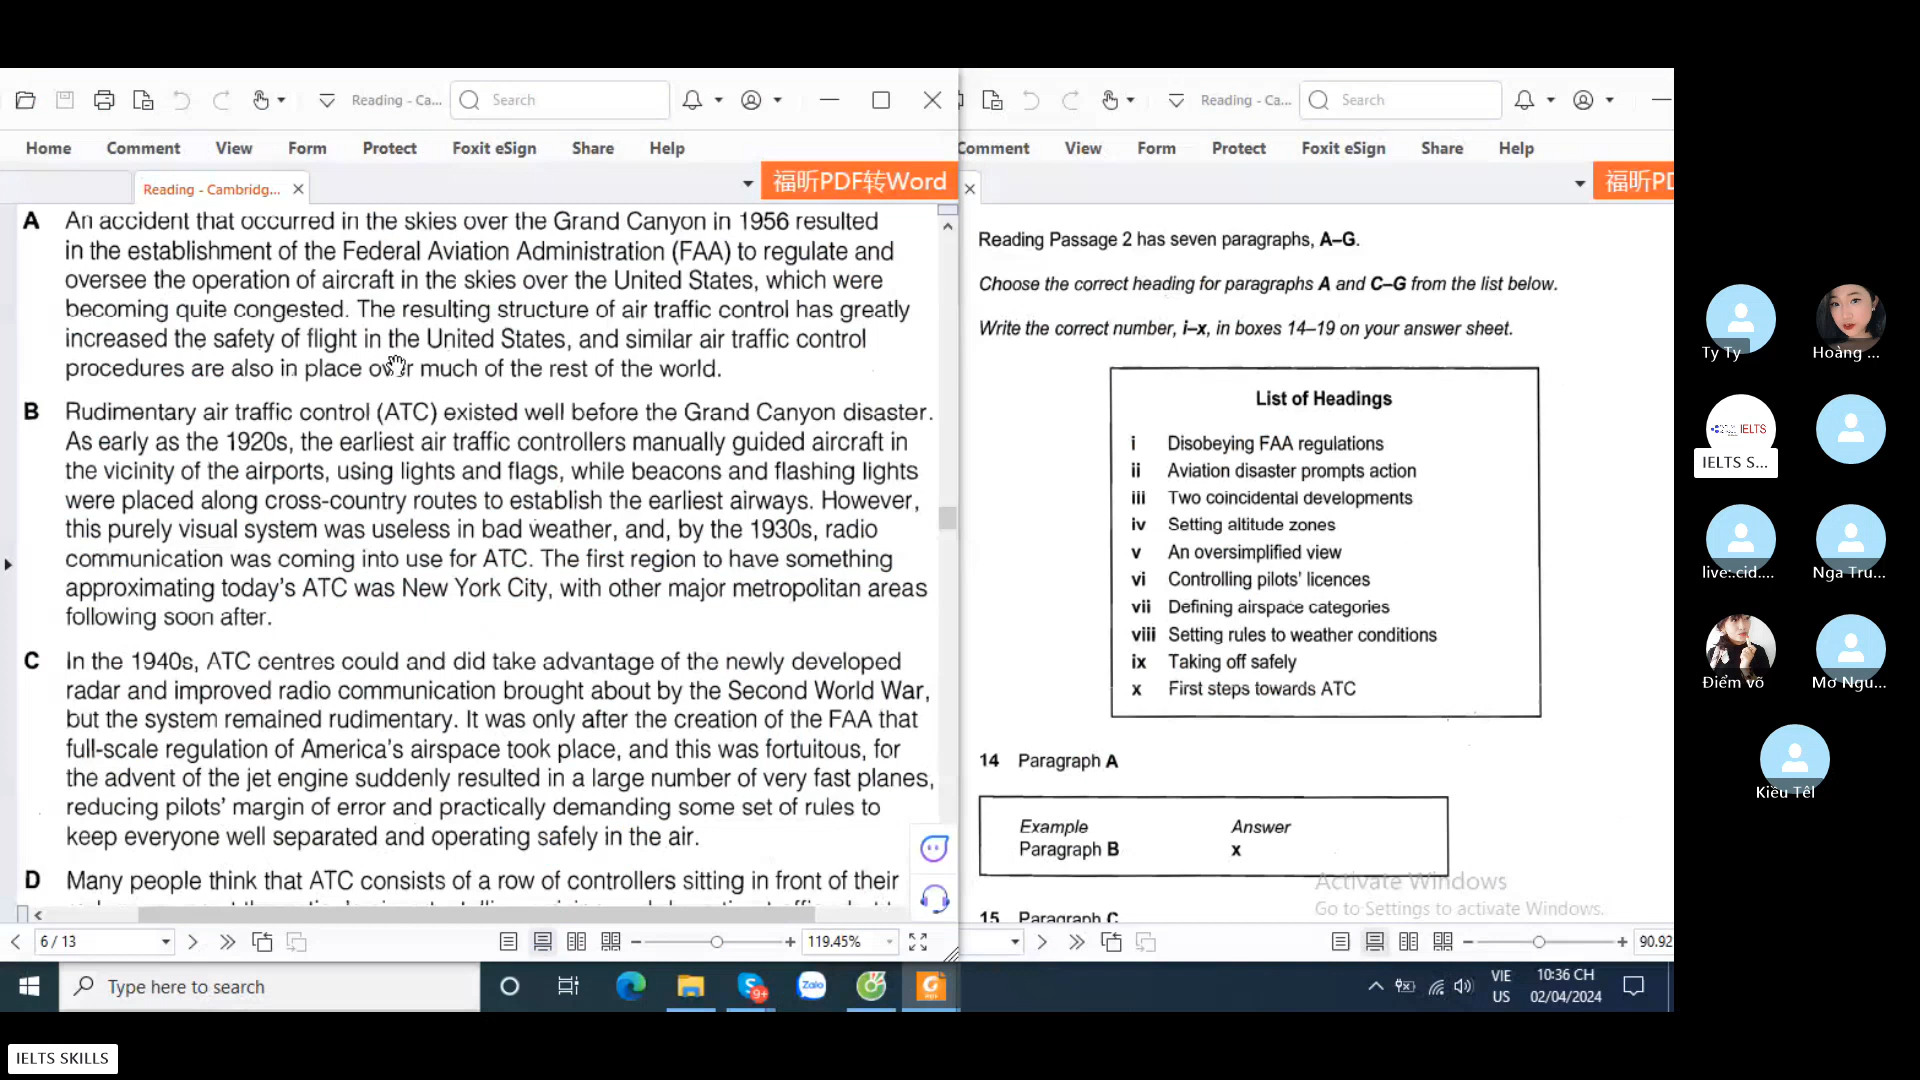 Reading - Ca...
Search
Home Comment View Form Protect Foxit eSign Share Help
Reading - Cambridg...
福昕PDF转Word
A An accident that occurred in the skies over the Grand Canyon in 1956 resulted
in the establishment of the Federal Aviation Administration (FAA) to regulate and
oversee the operation of aircraft in the skies over the United States, which were
becoming quite congested. The resulting structure of air traffic control has greatly
increased the safety of flight in the United States, and similar air traffic control
procedures are also in place over much of the rest of the world.
B Rudimentary air traffic control (ATC) existed well before the Grand Canyon disaster.
As early as the 1920s, the earliest air traffic controllers manually guided aircraft in
the vicinity of the airports, using lights and flags, while beacons and flashing lights
were placed along cross-country routes to establish the earliest airways. However,
this purely visual system was useless in bad weather, and, by the 1930s, radio
communication was coming into use for ATC. The first region to have something
approximating today's ATC was New York City, with other major metropolitan areas
following soon after.
C In the 1940s, ATC centres could and did take advantage of the newly developed
radar and improved radio communication brought about by the Second World War,
but the system remained rudimentary. It was only after the creation of the FAA that
full-scale regulation of America's airspace took place, and this was fortuitous, for
the advent of the jet engine suddenly resulted in a large number of very fast planes,
reducing pilots' margin of error and practically demanding some set of rules to
keep everyone well separated and operating safely in the air.
D Many people think that ATC consists of a row of controllers sitting in front of their
6 / 13
119.45%
Reading - Ca...
Search
Comment View Form Protect Foxit eSign Share Help
福昕PD
Reading Passage 2 has seven paragraphs, A–G.
Choose the correct heading for paragraphs A and C–G from the list below.
Write the correct number, i–x, in boxes 14–19 on your answer sheet.
List of Headings
i Disobeying FAA regulations
ii Aviation disaster prompts action
iii Two coincidental developments
iv Setting altitude zones
v An oversimplified view
vi Controlling pilots' licences
vii Defining airspace categories
viii Setting rules to weather conditions
ix Taking off safely
x First steps towards ATC
14 Paragraph A
Example Answer
Paragraph B x
15 Paragraph C
Activate Windows
Go to Settings to activate Windows.
90.92
Type here to search
Zalo
9+
VIE
US
10:36 CH
02/04/2024
Ty Ty
Hoàng ...
IELTS
IELTS S...
live:.cid....
Nga Tru...
Điểm võ
Mơ Ngu...
Kiều Têl
IELTS SKILLS